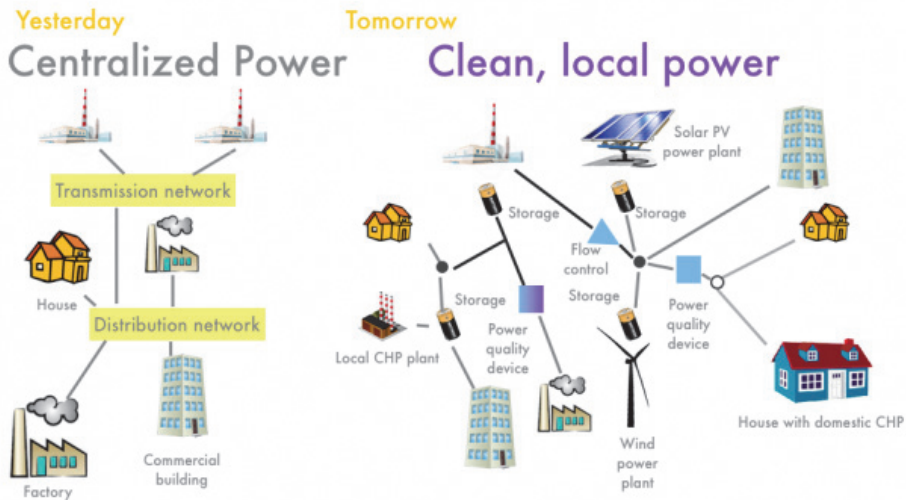 Yesterday
Centralized Power
Transmission network
House
Distribution network
Commercial
building
Factory
Tomorrow
Clean, local power
Solar PV
power plant
Storage
Storage
Flow
control
Storage
Storage
Power
quality
device
Power
quality
device
Local CHP plant
Wind
power
plant
House with domestic CHP